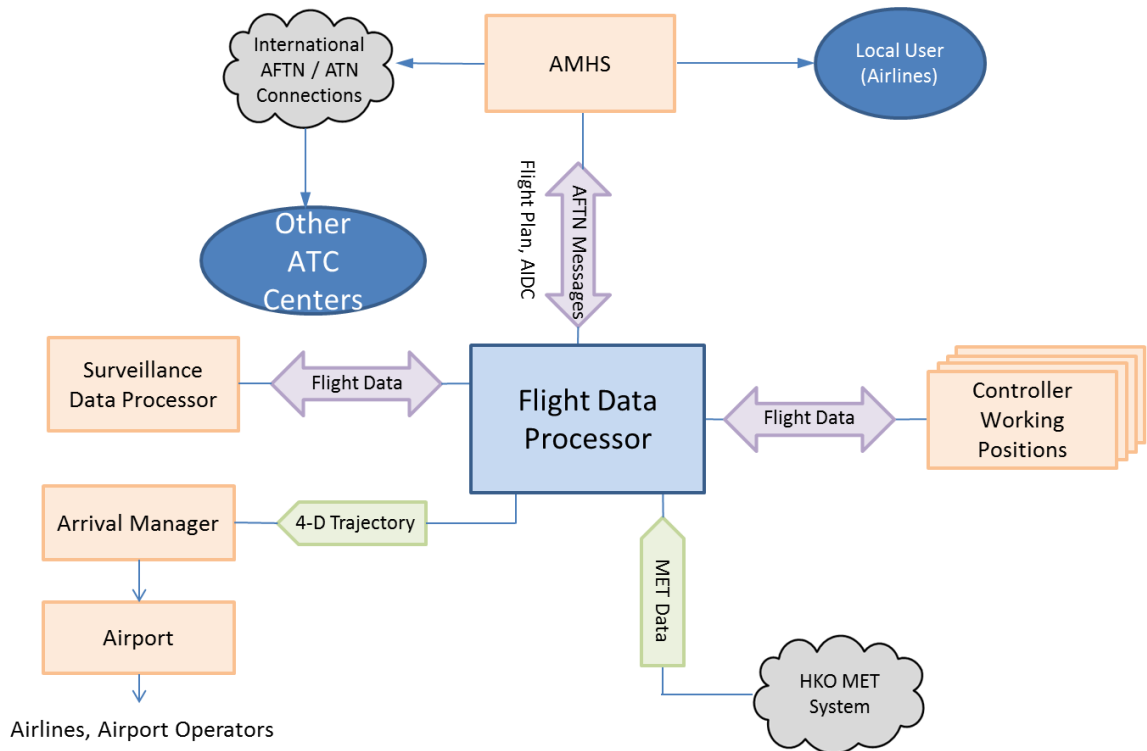 International
AFTN / ATN
Connections
AMHS
Local User
(Airlines)
Other
ATC
Centers
Flight Plan, AIDC
AFTN Messages
Surveillance
Data Processor
Flight Data
Flight Data
Processor
Flight Data
Controller
Working
Positions
Arrival Manager
4-D Trajectory
MET Data
Airport
HKO MET
System
Airlines, Airport Operators